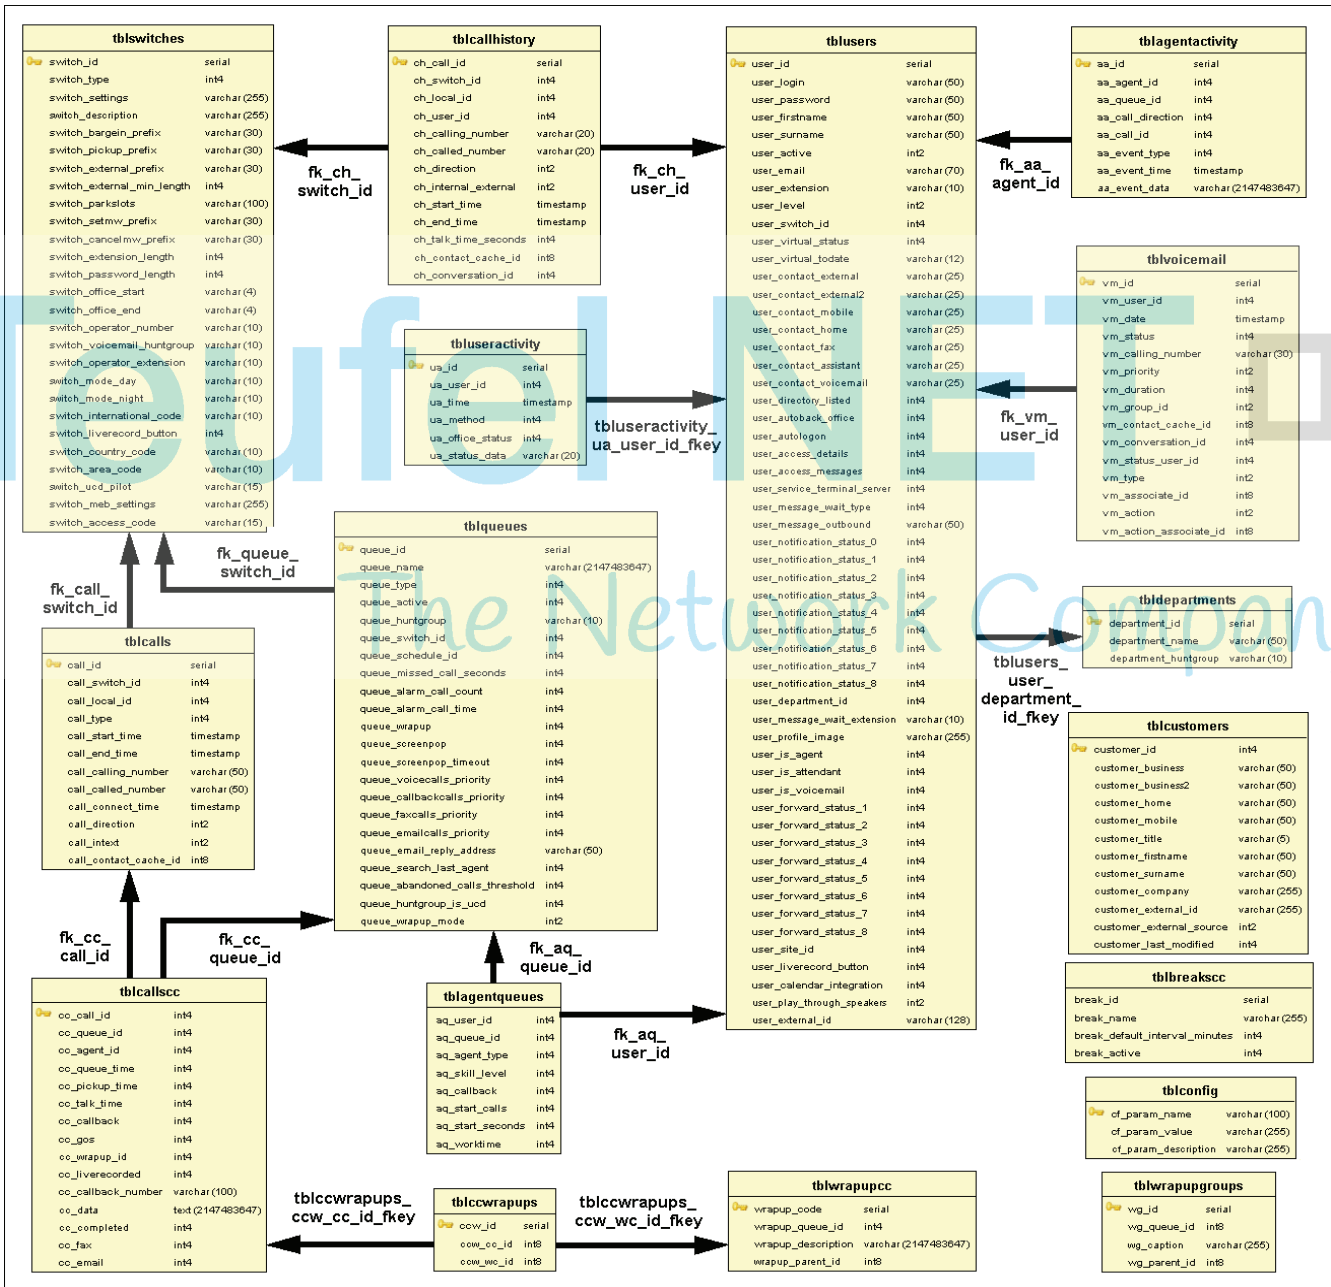 tblswitches
switch_id serial
switch_type int4
switch_settings varchar(255)
switch_description varchar(255)
switch_bargein_prefix varchar(30)
switch_pickup_prefix varchar(30)
switch_external_prefix varchar(30)
switch_external_min_length int4
switch_parkslots varchar(100)
switch_setmw_prefix varchar(30)
switch_cancelmw_prefix varchar(30)
switch_extension_length int4
switch_password_length int4
switch_office_start varchar(4)
switch_office_end varchar(4)
switch_operator_number varchar(10)
switch_voicemail_huntgroup varchar(10)
switch_operator_extension varchar(10)
switch_mode_day varchar(10)
switch_mode_night varchar(10)
switch_international_code varchar(10)
switch_liverecord_button int4
switch_country_code varchar(10)
switch_area_code varchar(10)
switch_ucd_pilot varchar(15)
switch_meb_settings varchar(255)
switch_access_code varchar(15)
fk_ch_
switch_id
tblcallhistory
ch_call_id serial
ch_switch_id int4
ch_local_id int4
ch_user_id int4
ch_calling_number varchar(20)
ch_called_number varchar(20)
ch_direction int2
ch_internal_external int2
ch_start_time timestamp
ch_end_time timestamp
ch_talk_time_seconds int4
ch_contact_cache_id int8
ch_conversation_id int4
fk_ch_
user_id
tblusers
user_id serial
user_login varchar(50)
user_password varchar(50)
user_firstname varchar(50)
user_surname varchar(50)
user_active int2
user_email varchar(70)
user_extension varchar(10)
user_level int2
user_switch_id int4
user_virtual_status int4
user_virtual_todate varchar(12)
user_contact_external varchar(25)
user_contact_external2 varchar(25)
user_contact_mobile varchar(25)
user_contact_home varchar(25)
user_contact_fax varchar(25)
user_contact_assistant varchar(25)
user_contact_voicemail varchar(25)
user_directory_listed int4
user_autoback_office int4
user_autologon int4
user_access_details int4
user_access_messages int4
user_service_terminal_server int4
user_message_wait_type int4
user_message_outbound varchar(50)
user_notification_status_0 int4
user_notification_status_1 int4
user_notification_status_2 int4
user_notification_status_3 int4
user_notification_status_4 int4
user_notification_status_5 int4
user_notification_status_6 int4
user_notification_status_7 int4
user_notification_status_8 int4
user_department_id int4
user_message_wait_extension varchar(10)
user_profile_image varchar(255)
user_is_agent int4
user_is_attendant int4
user_is_voicemail int4
user_forward_status_1 int4
user_forward_status_2 int4
user_forward_status_3 int4
user_forward_status_4 int4
user_forward_status_5 int4
user_forward_status_6 int4
user_forward_status_7 int4
user_forward_status_8 int4
user_site_id int4
user_liverecord_button int4
user_calendar_integration int4
user_play_through_speakers int2
user_external_id varchar(128)
fk_aa_
agent_id
tblagentactivity
aa_id serial
aa_agent_id int4
aa_queue_id int4
aa_call_direction int4
aa_call_id int4
aa_event_type int4
aa_event_time timestamp
aa_event_data varchar(2147483647)
tblvoicemail
vm_id serial
vm_user_id int4
vm_date timestamp
vm_status int4
vm_calling_number varchar(30)
vm_priority int2
vm_duration int4
vm_group_id int2
vm_contact_cache_id int8
vm_conversation_id int4
vm_status_user_id int4
vm_type int2
vm_associate_id int8
vm_action int2
vm_action_associate_id int8
fk_vm_
user_id
Teufel NET
The Network Compan
tbluseractivity
ua_id serial
ua_user_id int4
ua_time timestamp
ua_method int4
ua_office_status int4
ua_status_data varchar(20)
tbluseractivity_
ua_user_id_fkey
fk_queue_
switch_id
fk_call_
switch_id
tblqueues
queue_id serial
queue_name varchar(2147483647)
queue_type int4
queue_active int4
queue_huntgroup varchar(10)
queue_switch_id int4
queue_schedule_id int4
queue_missed_call_seconds int4
queue_alarm_call_count int4
queue_alarm_call_time int4
queue_wrapup int4
queue_screenpop int4
queue_screenpop_timeout int4
queue_voicecalls_priority int4
queue_callbackcalls_priority int4
queue_faxcalls_priority int4
queue_emailcalls_priority int4
queue_email_reply_address varchar(50)
queue_search_last_agent int4
queue_abandoned_calls_threshold int4
queue_huntgroup_is_ucd int4
queue_wrapup_mode int2
tbldepartments
department_id serial
department_name varchar(50)
department_huntgroup varchar(10)
tblusers_
user_
department_
id_fkey
tblcalls
call_id serial
call_switch_id int4
call_local_id int4
call_type int4
call_start_time timestamp
call_end_time timestamp
call_calling_number varchar(50)
call_called_number varchar(50)
call_connect_time timestamp
call_direction int2
call_intext int2
call_contact_cache_id int8
tblcustomers
customer_id int4
customer_business varchar(50)
customer_business2 varchar(50)
customer_home varchar(50)
customer_mobile varchar(50)
customer_title varchar(5)
customer_firstname varchar(50)
customer_surname varchar(50)
customer_company varchar(255)
customer_external_id varchar(255)
customer_external_source int2
customer_last_modified int4
fk_cc_
call_id
fk_cc_
queue_id
fk_aq_
queue_id
tblcallscc
cc_call_id int4
cc_queue_id int4
cc_agent_id int4
cc_queue_time int4
cc_pickup_time int4
cc_talk_time int4
cc_callback int4
cc_gos int4
cc_wrapup_id int4
cc_liverecorded int4
cc_callback_number varchar(100)
cc_data text(2147483647)
cc_completed int4
cc_fax int4
cc_email int4
tblagentqueues
aq_user_id int4
aq_queue_id int4
aq_agent_type int4
aq_skill_level int4
aq_callback int4
aq_start_calls int4
aq_start_seconds int4
aq_worktime int4
fk_aq_
user_id
tblbreakscc
break_id serial
break_name varchar(255)
break_default_interval_minutes int4
break_active int4
tblconfig
cf_param_name varchar(100)
cf_param_value varchar(255)
cf_param_description varchar(255)
tblccwrapups_
ccw_cc_id_fkey
tblccwrapups
ccw_id serial
ccw_cc_id int8
ccw_wc_id int8
tblccwrapups_
ccw_wc_id_fkey
tblwrapupcc
wrapup_code serial
wrapup_queue_id int4
wrapup_description varchar(2147483647)
wrapup_parent_id int8
tblwrapupgroups
wg_id serial
wg_queue_id int8
wg_caption varchar(255)
wg_parent_id int8